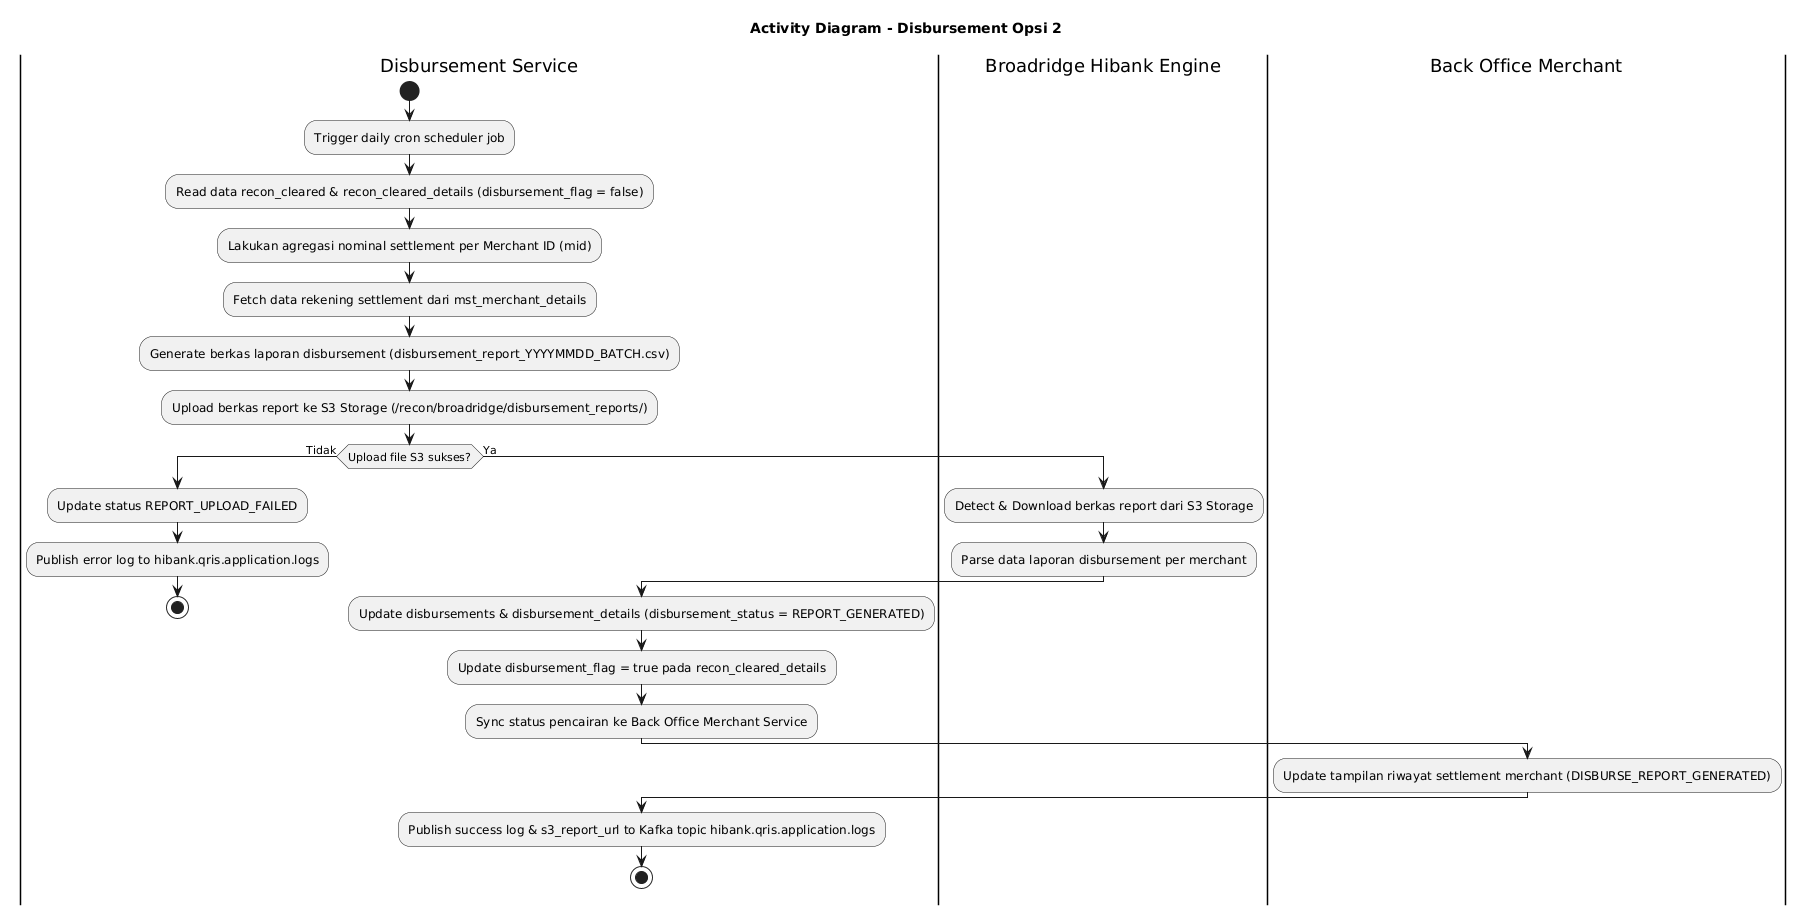 Activity Diagram - Disbursement Opsi 2
Disbursement Service
Broadridge Hibank Engine
Back Office Merchant
Trigger daily cron scheduler job
Read data recon_cleared & recon_cleared_details (disbursement_flag = false)
Lakukan agregasi nominal settlement per Merchant ID (mid)
Fetch data rekening settlement dari mst_merchant_details
Generate berkas laporan disbursement (disbursement_report_YYYYMMDD_BATCH.csv)
Upload berkas report ke S3 Storage (/recon/broadridge/disbursement_reports/)
Tidak
Upload file S3 sukses?
Ya
Update status REPORT_UPLOAD_FAILED
Detect & Download berkas report dari S3 Storage
Publish error log to hibank.qris.application.logs
Parse data laporan disbursement per merchant
Update disbursements & disbursement_details (disbursement_status = REPORT_GENERATED)
Update disbursement_flag = true pada recon_cleared_details
Sync status pencairan ke Back Office Merchant Service
Update tampilan riwayat settlement merchant (DISBURSE_REPORT_GENERATED)
Publish success log & s3_report_url to Kafka topic hibank.qris.application.logs